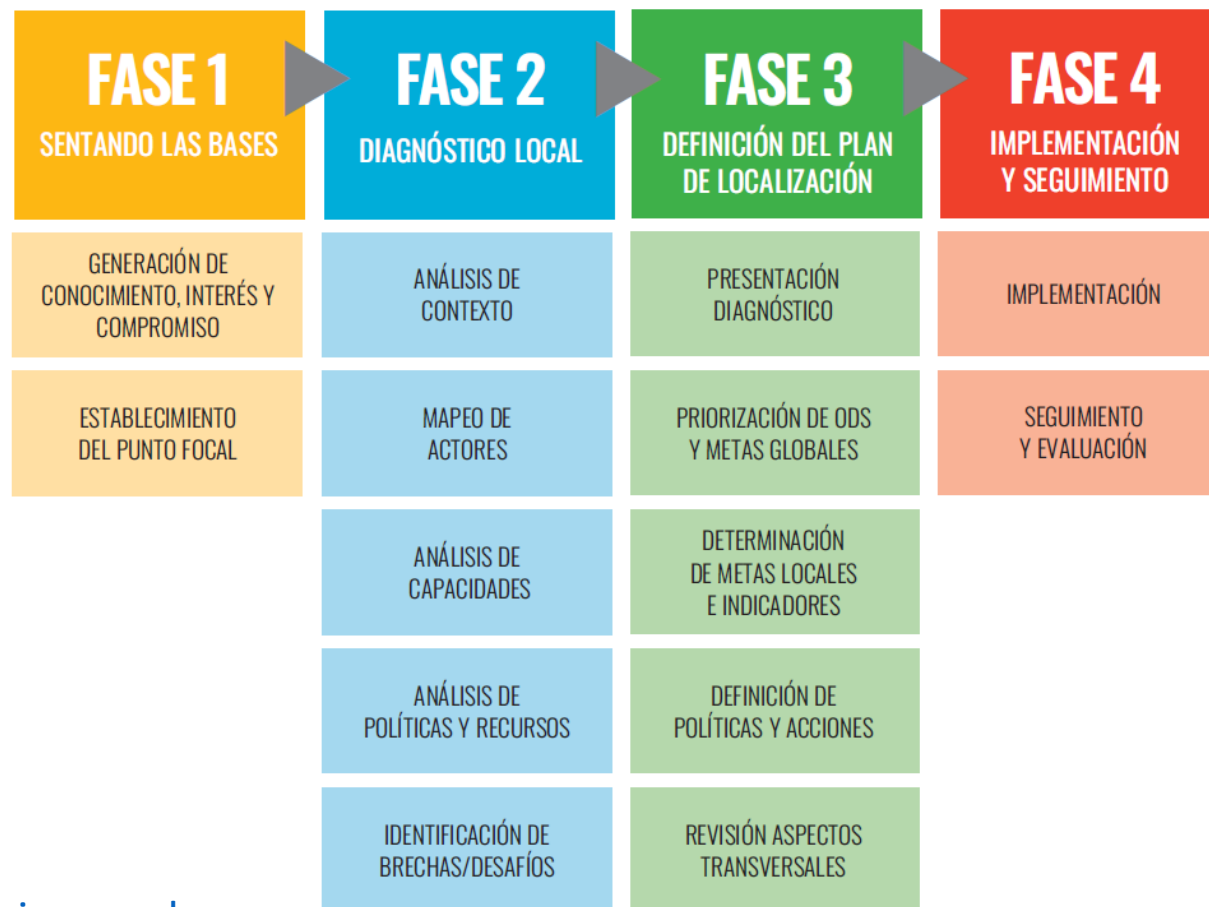 FASE 1
SENTANDO LAS BASES
GENERACIÓN DE
CONOCIMIENTO, INTERÉS Y
COMPROMISO
ESTABLECIMIENTO
DEL PUNTO FOCAL
FASE 2
DIAGNÓSTICO LOCAL
ANÁLISIS DE
CONTEXTO
MAPEO DE
ACTORES
ANÁLISIS DE
CAPACIDADES
ANÁLISIS DE
POLÍTICAS Y RECURSOS
IDENTIFICACIÓN DE
BRECHAS/DESAFÍOS
FASE 3
DEFINICIÓN DEL PLAN
DE LOCALIZACIÓN
PRESENTACIÓN
DIAGNÓSTICO
PRIORIZACIÓN DE ODS
Y METAS GLOBALES
DETERMINACIÓN
DE METAS LOCALES
E INDICADORES
DEFINICIÓN DE
POLÍTICAS Y ACCIONES
REVISIÓN ASPECTOS
TRANSVERSALES
FASE 4
IMPLEMENTACIÓN
Y SEGUIMIENTO
IMPLEMENTACIÓN
SEGUIMIENTO
Y EVALUACIÓN